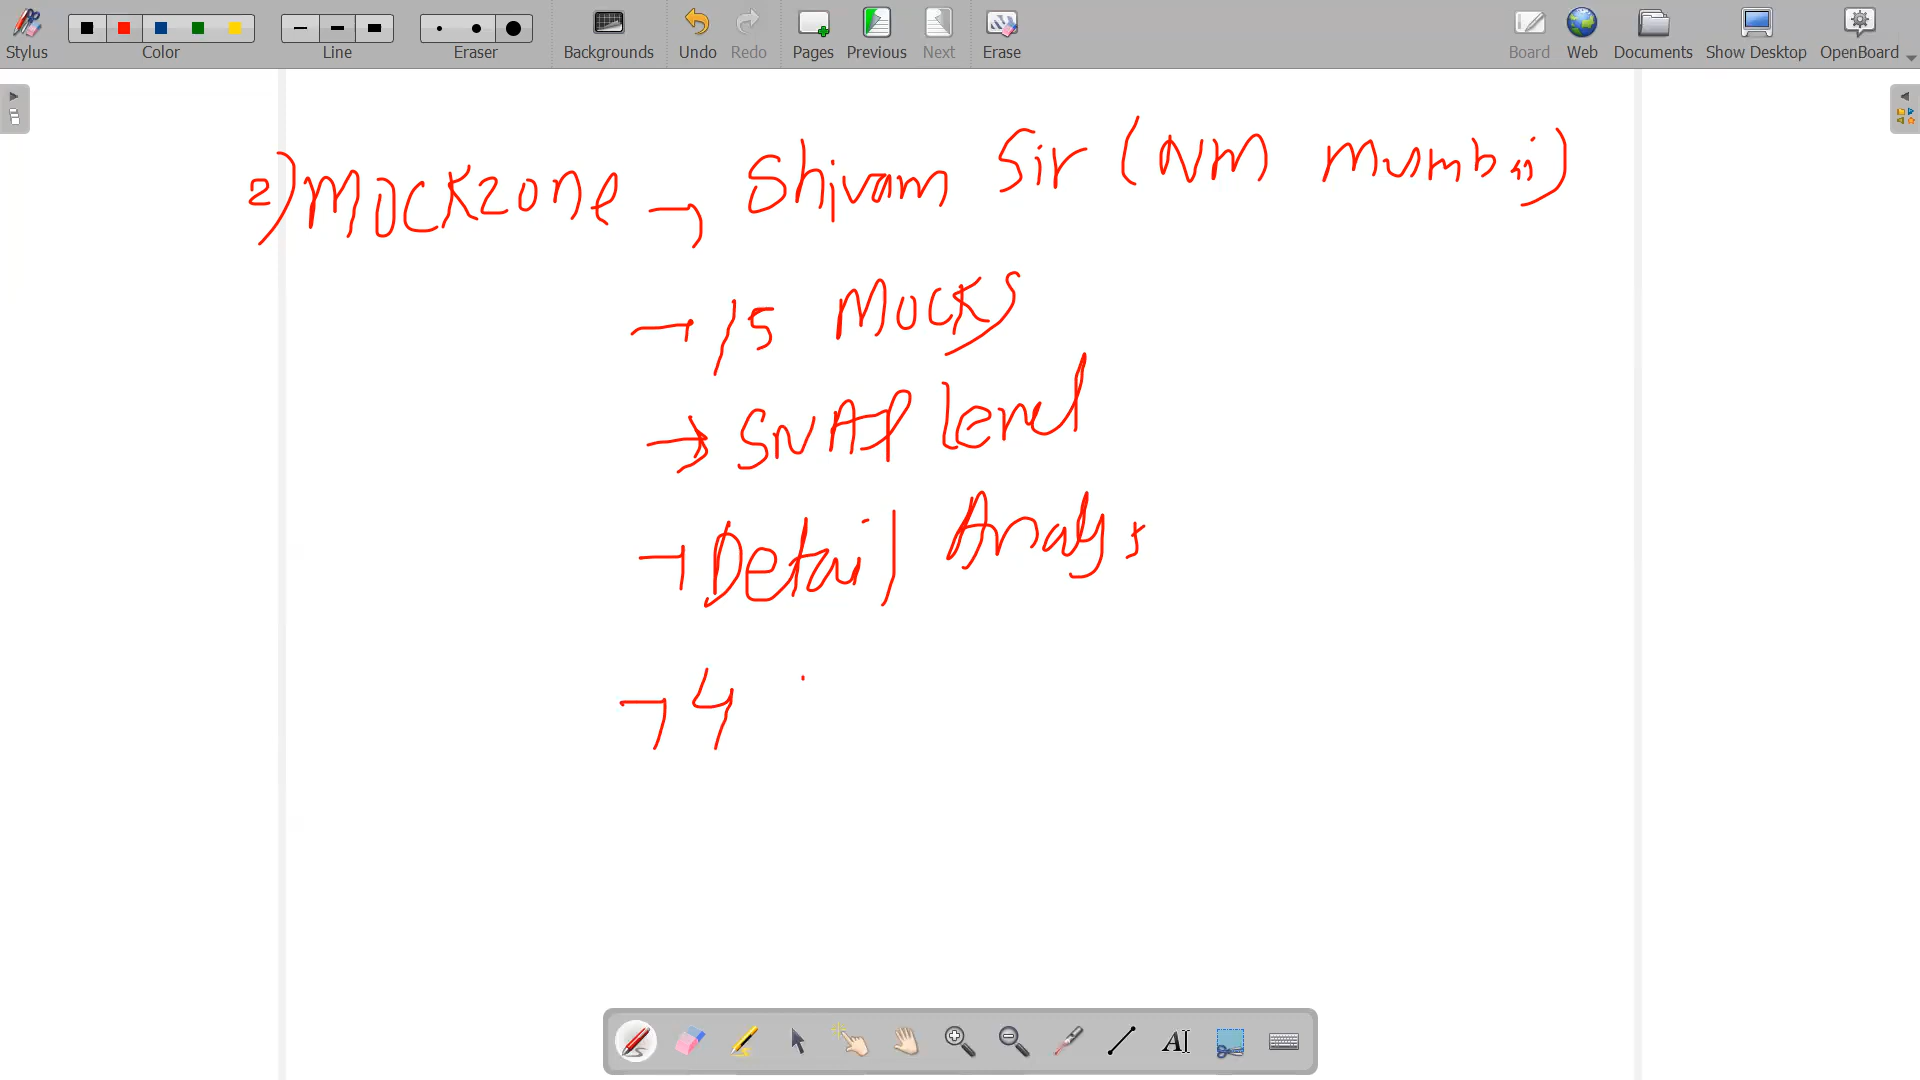 Stylus Color Line Eraser Backgrounds Undo Redo Pages Previous Next Erase Board Web Documents Show Desktop OpenBoard
2) MOCKZONE → Shivam Sir (NM Mumbai)
→ 15 MOCKS
→ SNAP Level
→ Detail Analys
→ 4
AI